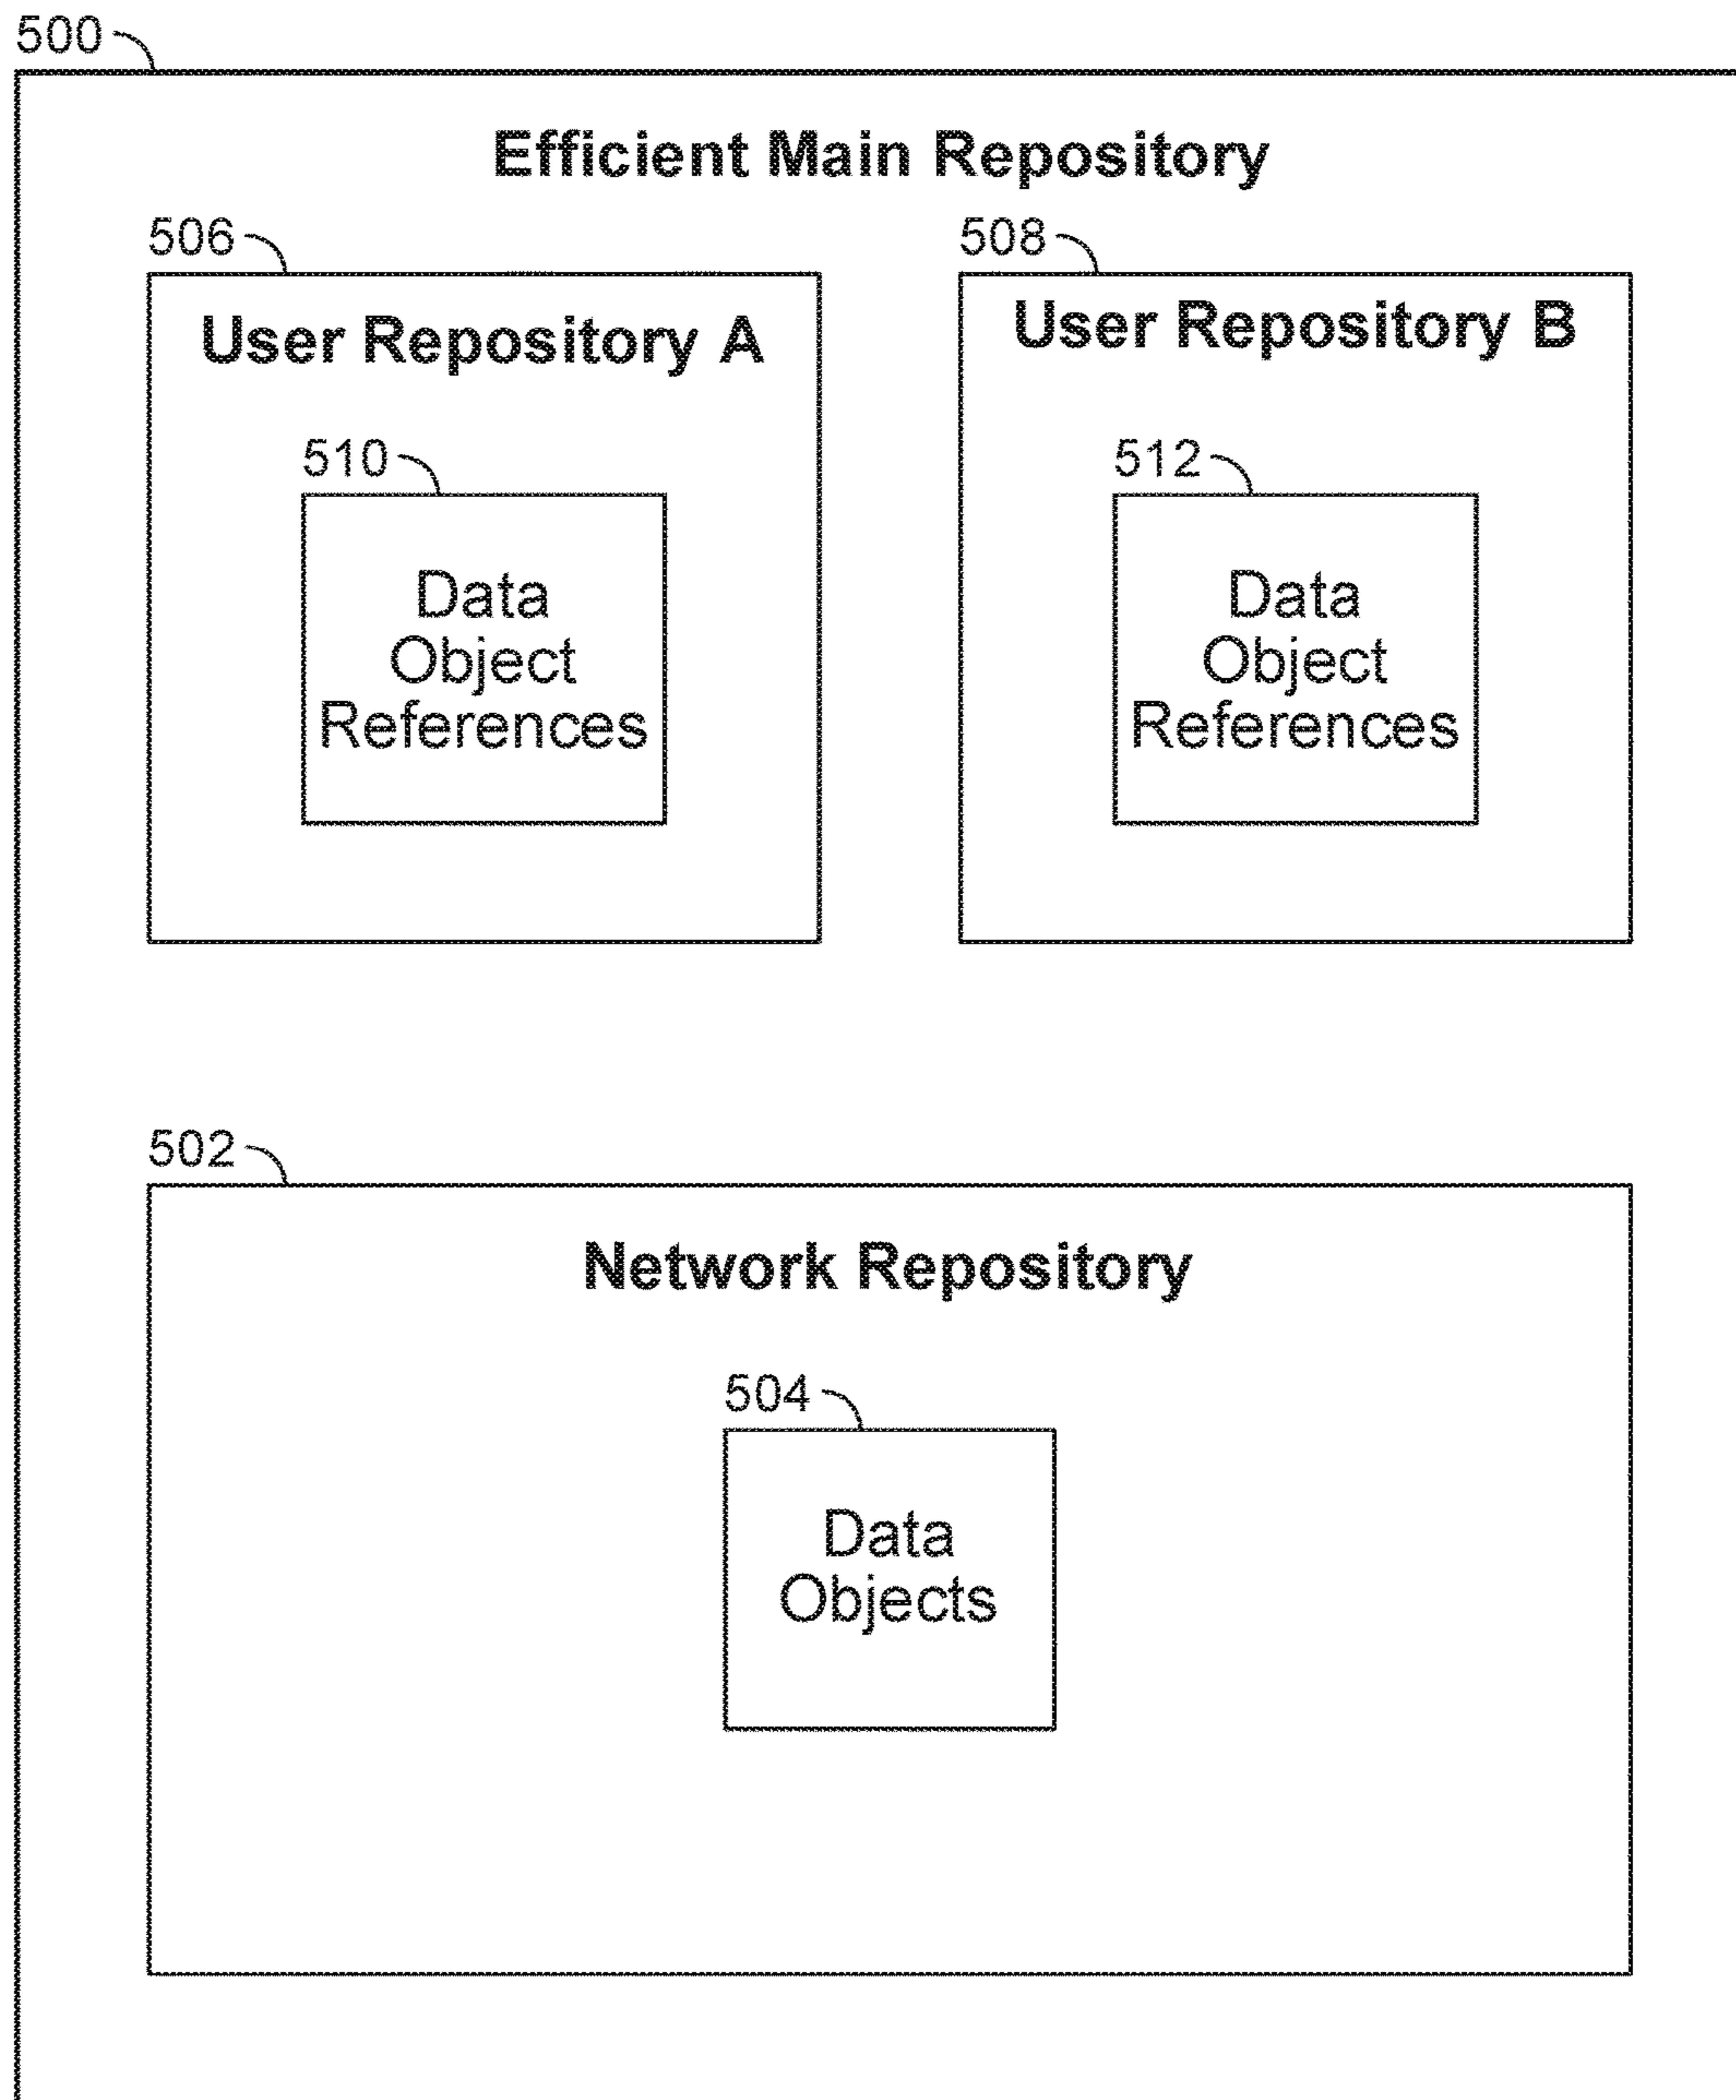 500
Efficient Main Repository
506
508
User Repository A
User Repository B
510
512
Data
Object
References
Data
Object
References
502
Network Repository
504
Data
Objects